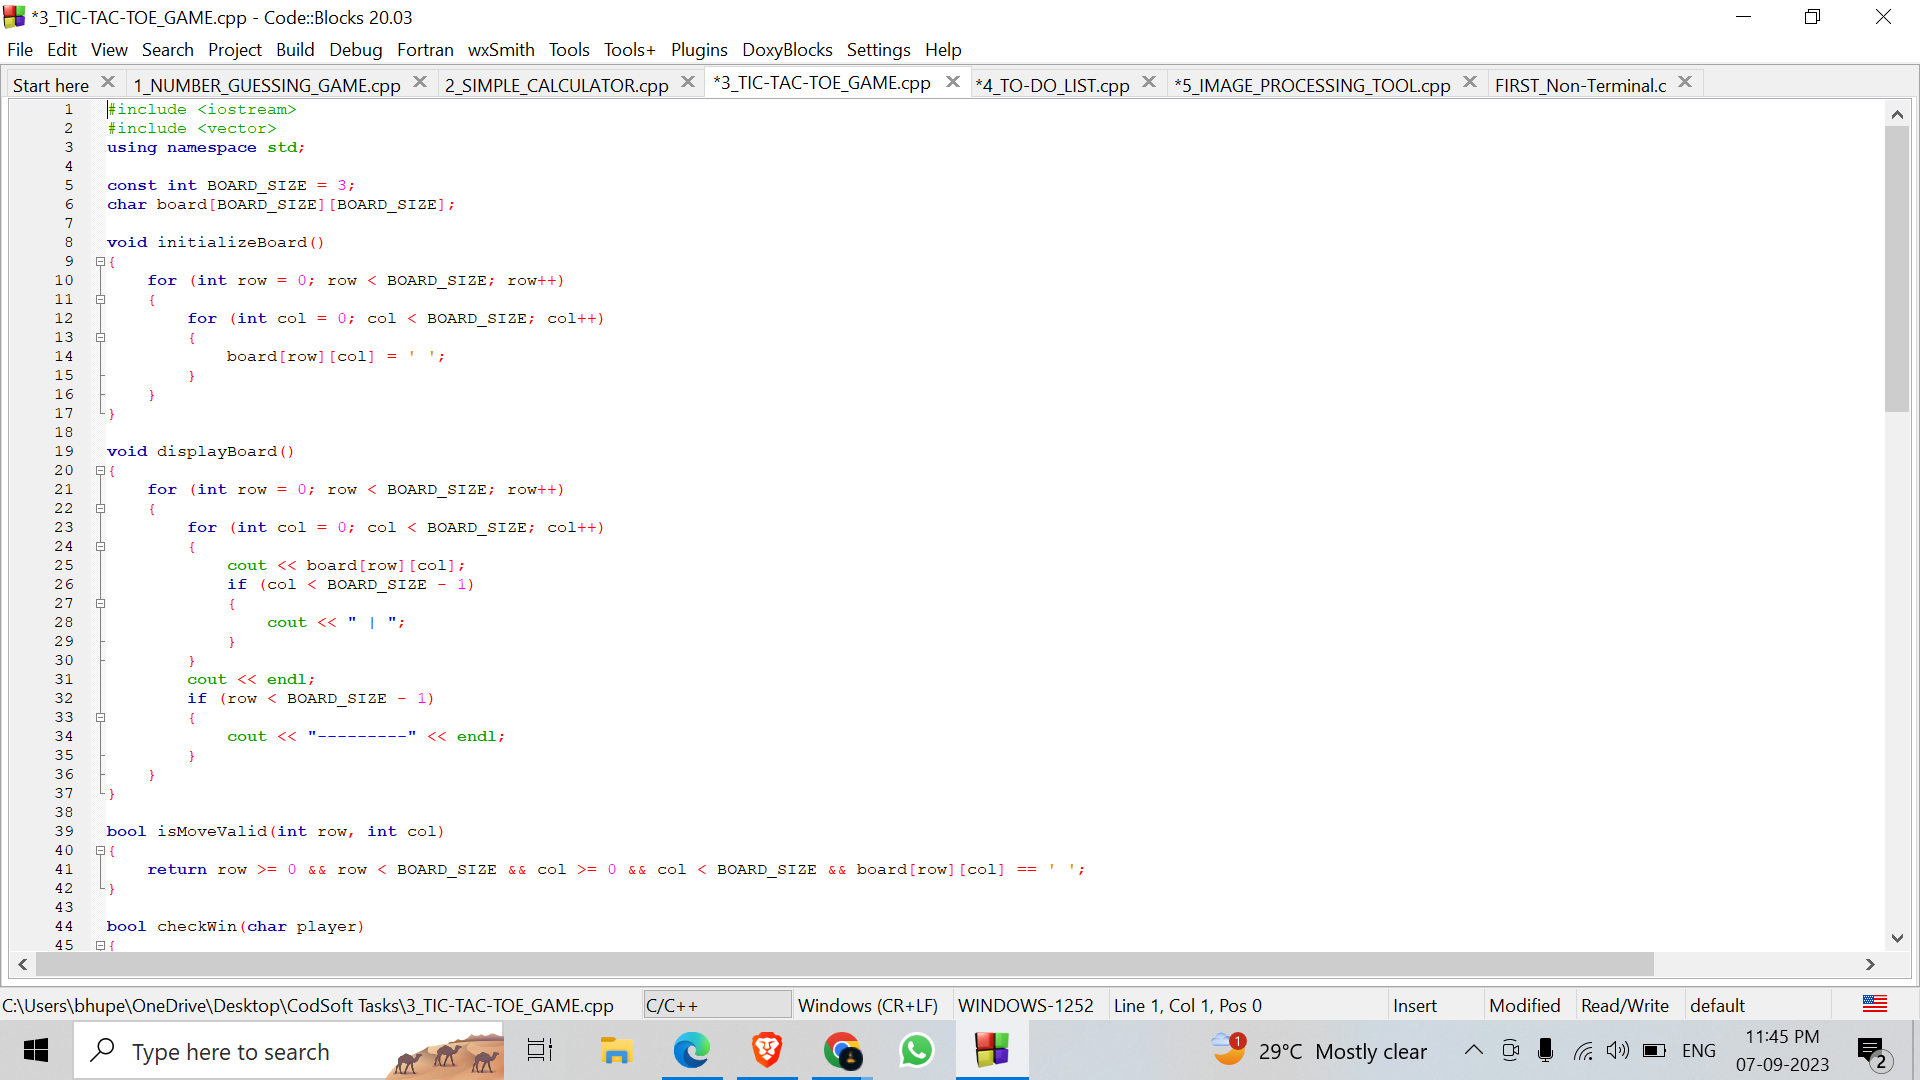 *3_TIC-TAC-TOE_GAME.cpp - Code::Blocks 20.03
File Edit View Search Project Build Debug Fortran wxSmith Tools Tools+ Plugins DoxyBlocks Settings Help
Start here 1_NUMBER_GUESSING_GAME.cpp 2_SIMPLE_CALCULATOR.cpp *3_TIC-TAC-TOE_GAME.cpp *4_TO-DO_LIST.cpp *5_IMAGE_PROCESSING_TOOL.cpp FIRST_Non-Terminal.c
1 #include <iostream>
2 #include <vector>
3 using namespace std;
4
5 const int BOARD_SIZE = 3;
6 char board[BOARD_SIZE][BOARD_SIZE];
7
8 void initializeBoard()
9 {
10     for (int row = 0; row < BOARD_SIZE; row++)
11     {
12         for (int col = 0; col < BOARD_SIZE; col++)
13         {
14             board[row][col] = ' ';
15         }
16     }
17 }
18
19 void displayBoard()
20 {
21     for (int row = 0; row < BOARD_SIZE; row++)
22     {
23         for (int col = 0; col < BOARD_SIZE; col++)
24         {
25             cout << board[row][col];
26             if (col < BOARD_SIZE - 1)
27             {
28                 cout << " | ";
29             }
30         }
31         cout << endl;
32         if (row < BOARD_SIZE - 1)
33         {
34             cout << "---------" << endl;
35         }
36     }
37 }
38
39 bool isMoveValid(int row, int col)
40 {
41     return row >= 0 && row < BOARD_SIZE && col >= 0 && col < BOARD_SIZE && board[row][col] == ' ';
42 }
43
44 bool checkWin(char player)
45 {
C:\Users\bhupe\OneDrive\Desktop\CodSoft Tasks\3_TIC-TAC-TOE_GAME.cpp C/C++ Windows (CR+LF) WINDOWS-1252 Line 1, Col 1, Pos 0 Insert Modified Read/Write default
Type here to search 1 29°C Mostly clear ENG 11:45 PM
07-09-2023 2